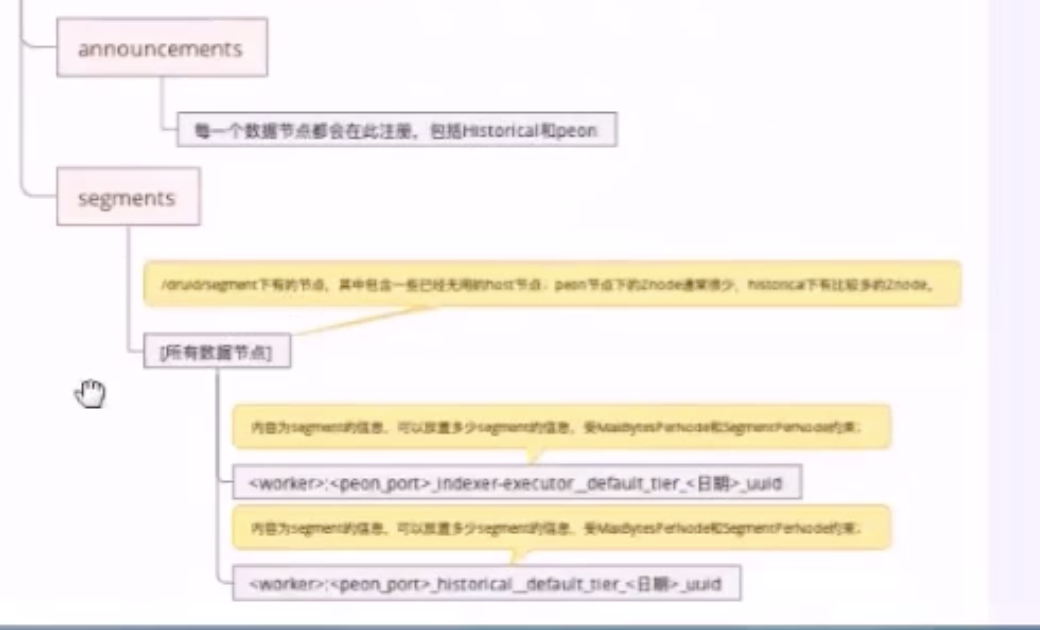 announcements
每一个数据节点都会在此注册，包括Historical和peon
segments
/druid/segment下有的节点，其中包含一些已经无用的host节点；peon节点下的Znode通常很少，historical下有比较多的Znode。
[所有数据节点]
内容为segment的信息，可以放置多少segment的信息，受MaxBytesPerNode和SegmentPerNode约束；
<worker>:<peon_port>_indexer-executor__default_tier_<日期>_uuid
内容为segment的信息，可以放置多少segment的信息，受MaxBytesPerNode和SegmentPerNode约束；
<worker>:<peon_port>_historical__default_tier_<日期>_uuid